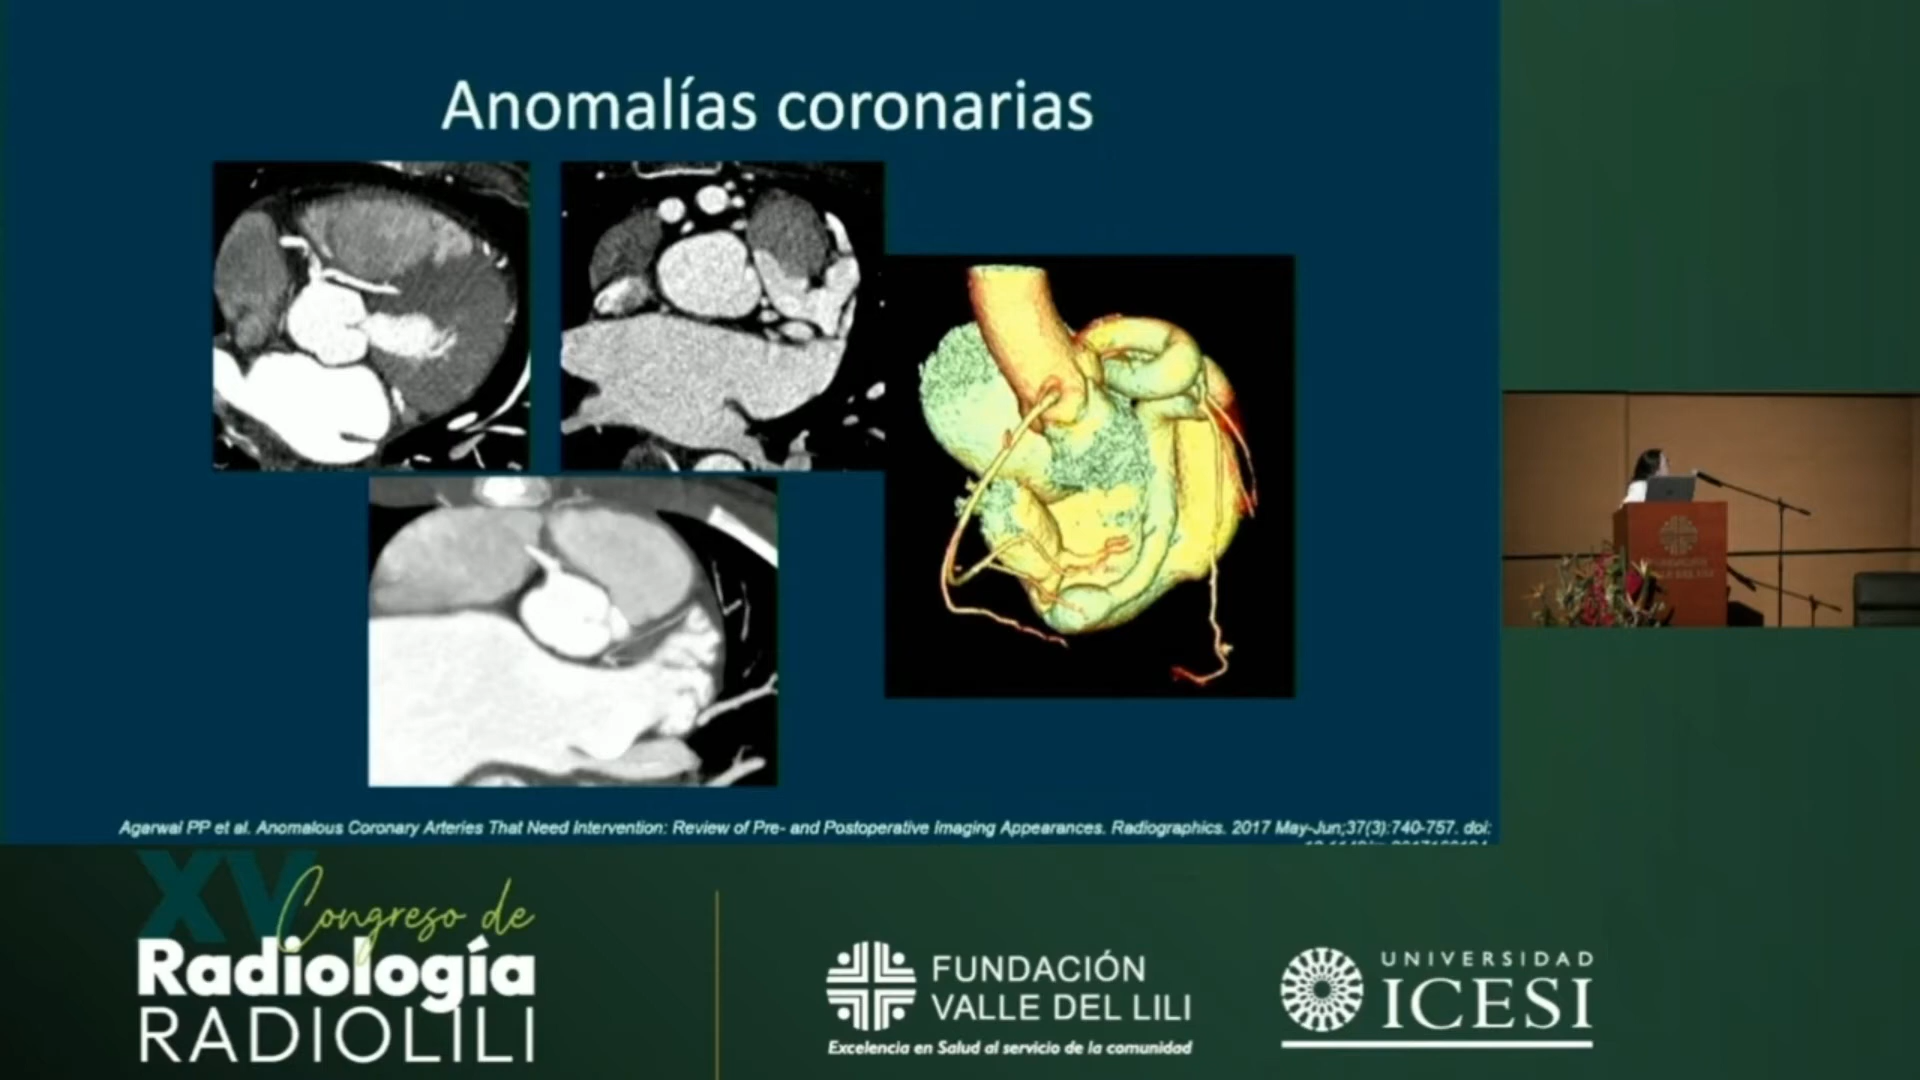 Anomalías coronarias
Agarwal PP et al. Anomalous Coronary Arteries That Need Intervention: Review of Pre- and Postoperative Imaging Appearances. Radiographics. 2017 May-Jun;37(3):740-757. doi:
XV Congreso de
Radiología
RADIOLILI
FUNDACIÓN
VALLE DEL LILI
Excelencia en Salud al servicio de la comunidad
UNIVERSIDAD
ICESI